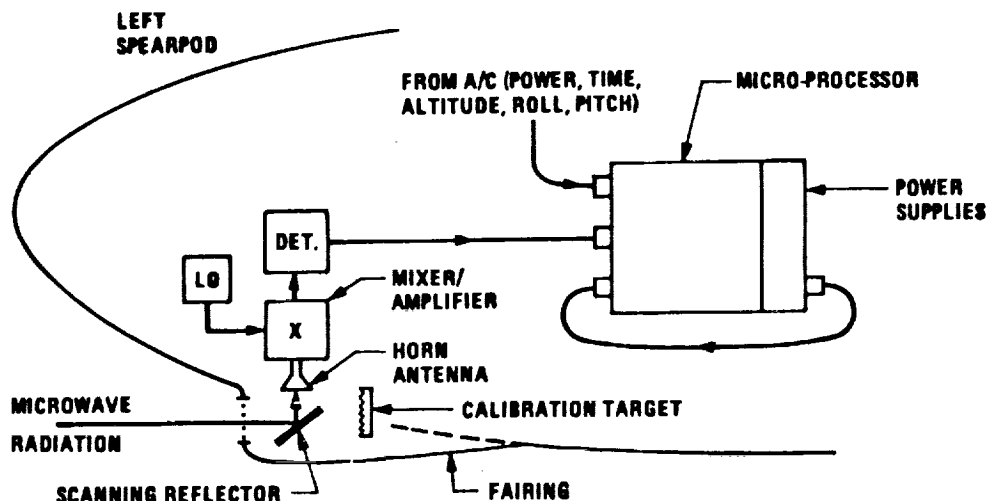 LEFT
SPEARPOD
FROM A/C (POWER, TIME,
ALTITUDE, ROLL, PITCH)
MICRO-PROCESSOR
POWER
SUPPLIES
DET.
LO
MIXER/
AMPLIFIER
X
HORN
ANTENNA
MICROWAVE
RADIATION
CALIBRATION TARGET
SCANNING REFLECTOR
FAIRING